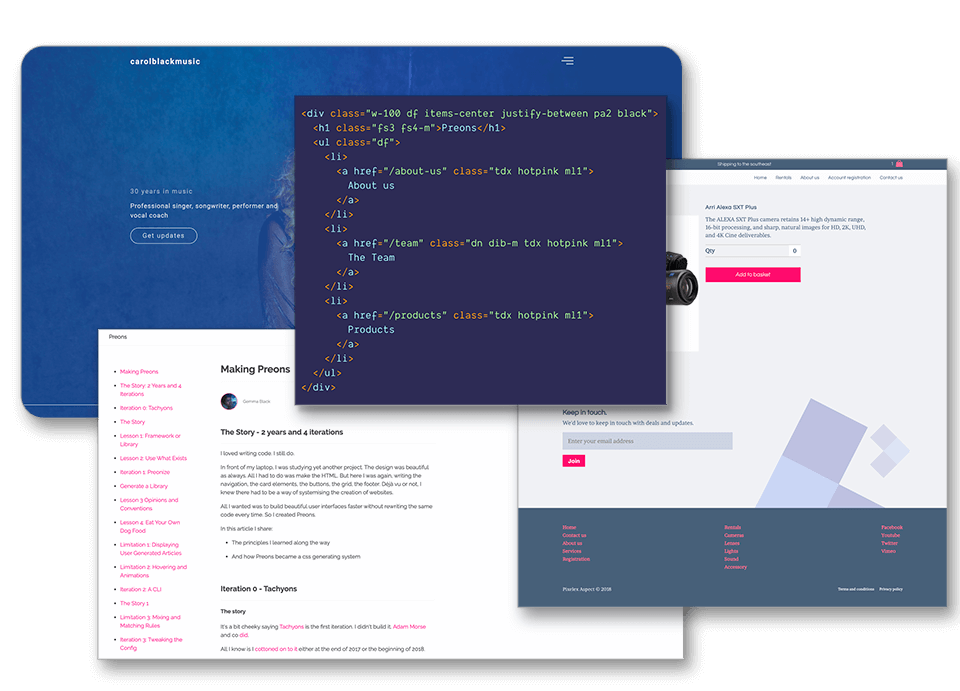 carolblackmusic
30 years in music
Professional singer, songwriter, performer and
vocal coach
Get updates
<div class="w-100 df items-center justify-between pa2 black">
<h1 class="fs3 fs4-m">Preons</h1>
<ul class="df">
<li>
<a href="/about-us" class="tdx hotpink ml1">
About us
</a>
</li>
<li>
<a href="/team" class="dn dib-m tdx hotpink ml1">
The Team
</a>
</li>
<li>
<a href="/products" class="tdx hotpink ml1">
Products
</a>
</li>
</ul>
</div>
Shipping to the southeast
Home Rentals About us Account registration Contact us
Arri Alexa SXT Plus
The ALEXA SXT Plus camera retains 14+ high dynamic range,
16-bit processing, and sharp, natural images for HD, 2K, UHD,
and 4K Cine deliverables.
Qty 0
Add to basket
Keep in touch.
We'd love to keep in touch with deals and updates.
Enter your email address
Join
Home
Contact us
About us
Services
Registration
Rentals
Cameras
Lenses
Lights
Sound
Accessory
Facebook
Youtube
Twitter
Vimeo
Pixelex Aspect © 2018
Terms and conditions Privacy policy
Preons
Making Preons
The Story: 2 Years and 4
Iterations
Iteration 0: Tachyons
The Story
Lesson 1: Framework or
Library
Lesson 2: Use What Exists
Iteration 1: Preonize
Generate a Library
Lesson 3 Opinions and
Conventions
Lesson 4: Eat Your Own
Dog Food
Limitation 1: Displaying
User Generated Articles
Limitation 2: Hovering and
Animations
Iteration 2: A CLI
The Story 1
Limitation 3: Mixing and
Matching Rules
Iteration 3: Tweaking the
Config
Making Preons
Gemma Black
The Story - 2 years and 4 iterations
I loved writing code. I still do.
In front of my laptop, I was studying yet another project. The design was beautiful
as always. All I had to do was make the HTML. But here I was again, writing the
navigation, the card elements, the buttons, the grid, the footer. Déjà vu or not, I
knew there had to be a way of systemising the creation of websites.
All I wanted was to build beautiful user interfaces faster without rewriting the same
code every time. So I created Preons.
In this article I share:
The principles I learned along the way
And how Preons became a css generating system
Iteration 0 - Tachyons
The story
It's a bit cheeky saying Tachyons is the first iteration. I didn't build it, Adam Morse
and co did.
All I know is I cottoned on to it either at the end of 2017 or the beginning of 2018.